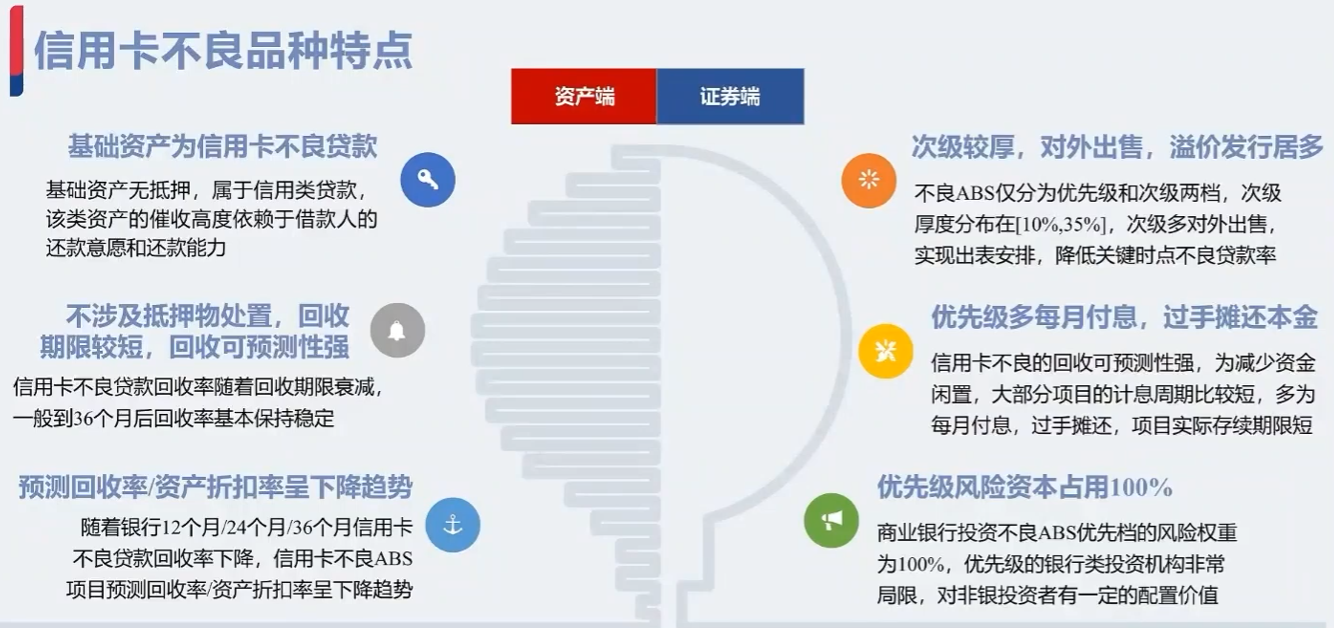 信用卡不良品种特点
资产端
证券端
基础资产为信用卡不良贷款
基础资产无抵押，属于信用类贷款，
该类资产的催收高度依赖于借款人的
还款意愿和还款能力
不涉及抵押物处置，回收
期限较短，回收可预测性强
信用卡不良贷款回收率随着回收期限衰减，
一般到36个月后回收率基本保持稳定
预测回收率/资产折扣率呈下降趋势
随着银行12个月/24个月/36个月信用卡
不良贷款回收率下降，信用卡不良ABS
项目预测回收率/资产折扣率呈下降趋势
次级较厚，对外出售，溢价发行居多
不良ABS仅分为优先级和次级两档，次级
厚度分布在[10%,35%]，次级多对外出售，
实现出表安排，降低关键时点不良贷款率
优先级多每月付息，过手摊还本金
信用卡不良的回收可预测性强，为减少资金
闲置，大部分项目的计息周期比较短，多为
每月付息，过手摊还，项目实际存续期限短
优先级风险资本占用100%
商业银行投资不良ABS优先档的风险权重
为100%，优先级的银行类投资机构非常
局限，对非银投资者有一定的配置价值